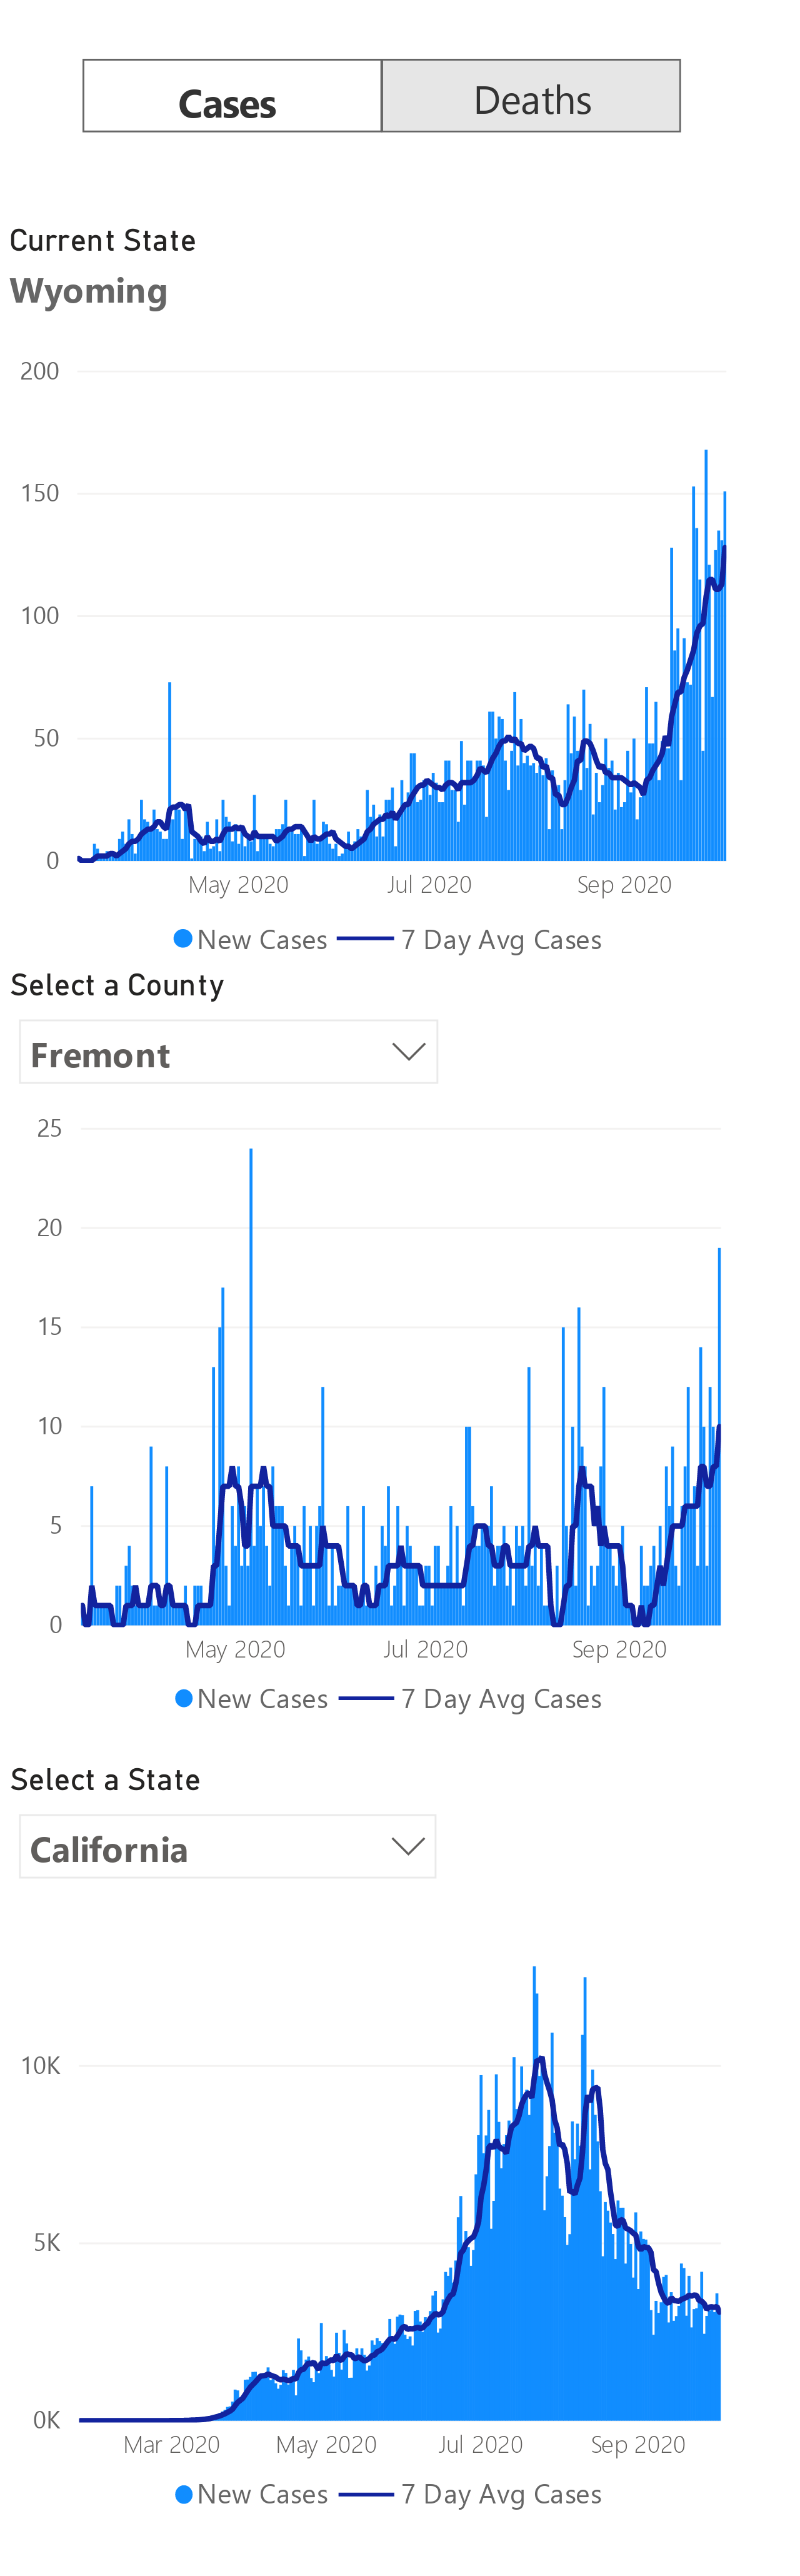 Cases Deaths
Current State
Wyoming
200
150
100
50
0
May 2020 Jul 2020 Sep 2020
New Cases 7 Day Avg Cases
Select a County
Fremont
25
20
15
10
5
0
May 2020 Jul 2020 Sep 2020
New Cases 7 Day Avg Cases
Select a State
California
10K
5K
0K
Mar 2020 May 2020 Jul 2020 Sep 2020
New Cases 7 Day Avg Cases